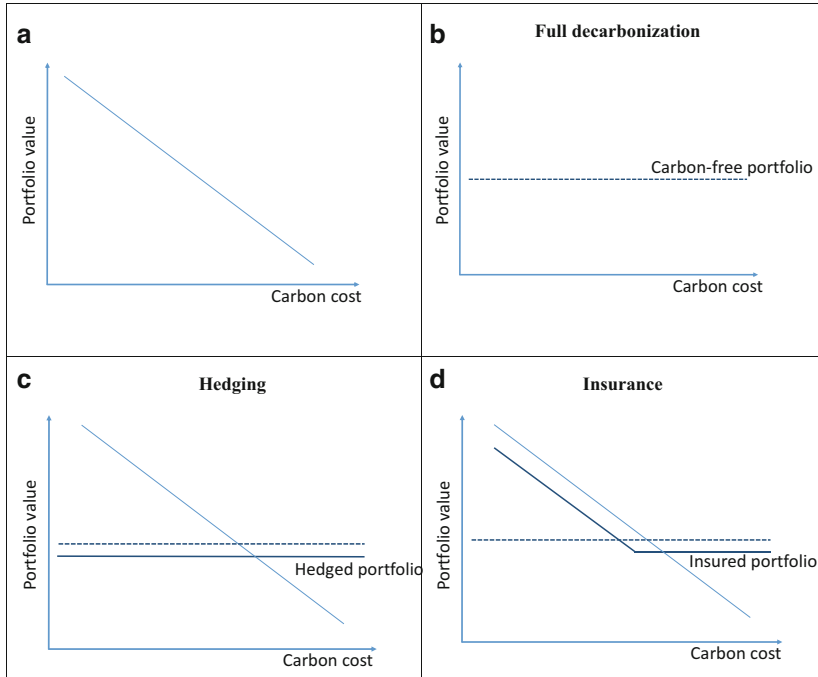 a
Portfolio value
Carbon cost
b
Full decarbonization
Portfolio value
Carbon-free portfolio
Carbon cost
c
Hedging
Portfolio value
Hedged portfolio
Carbon cost
d
Insurance
Portfolio value
Insured portfolio
Carbon cost